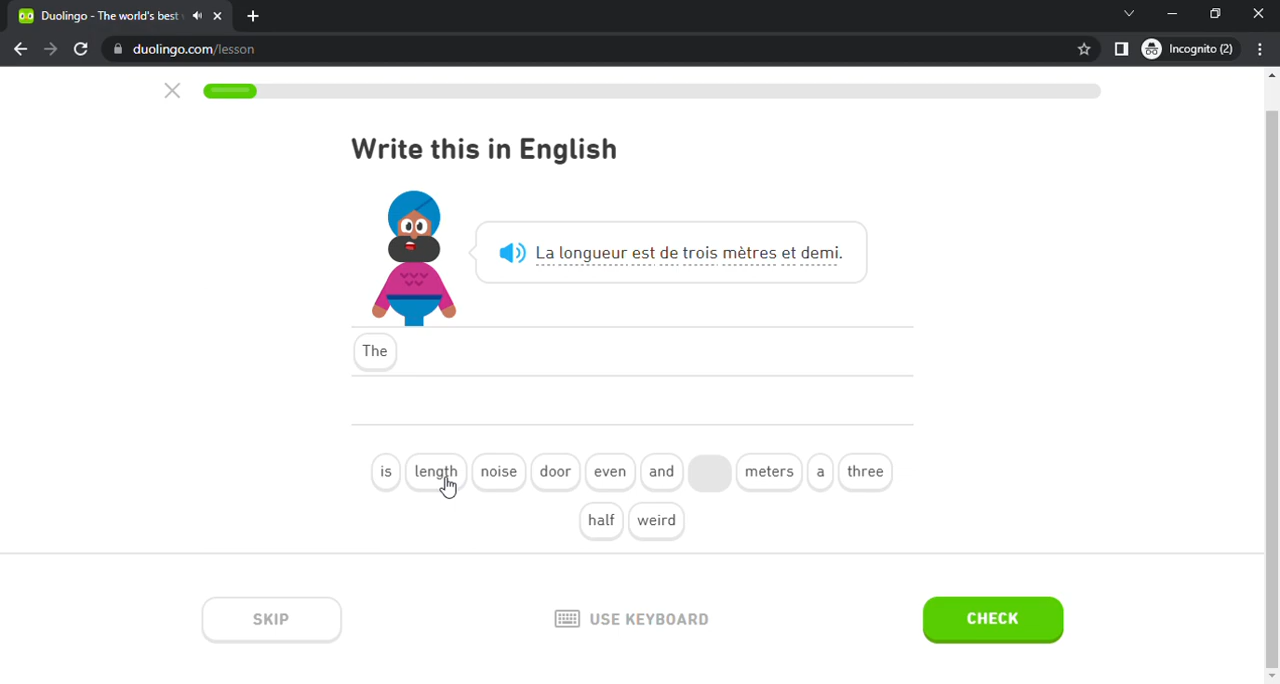 Duolingo - The world's best
duolingo.com/lesson
Incognito (2)
Write this in English
La longueur est de trois mètres et demi.
The
is length noise door even and meters a three
half weird
SKIP USE KEYBOARD CHECK